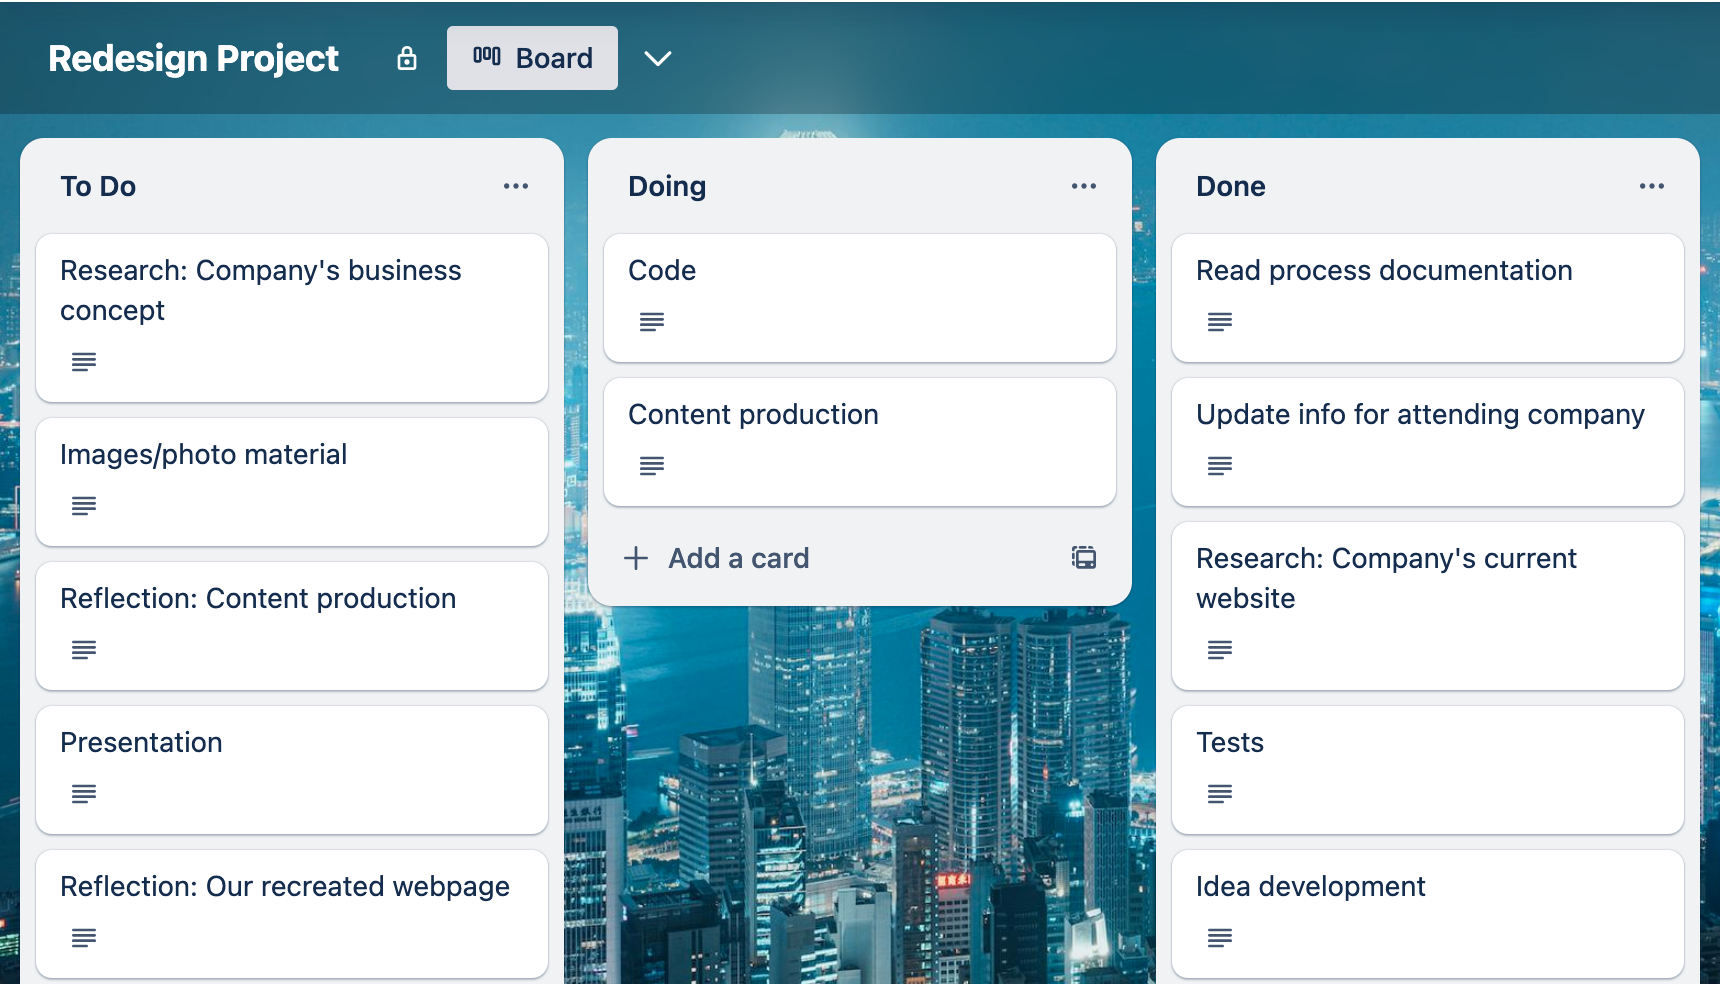 Redesign Project
Board
To Do
Research: Company's business
concept
Images/photo material
Reflection: Content production
Presentation
Reflection: Our recreated webpage
Doing
Code
Content production
Add a card
Done
Read process documentation
Update info for attending company
Research: Company's current
website
Tests
Idea development